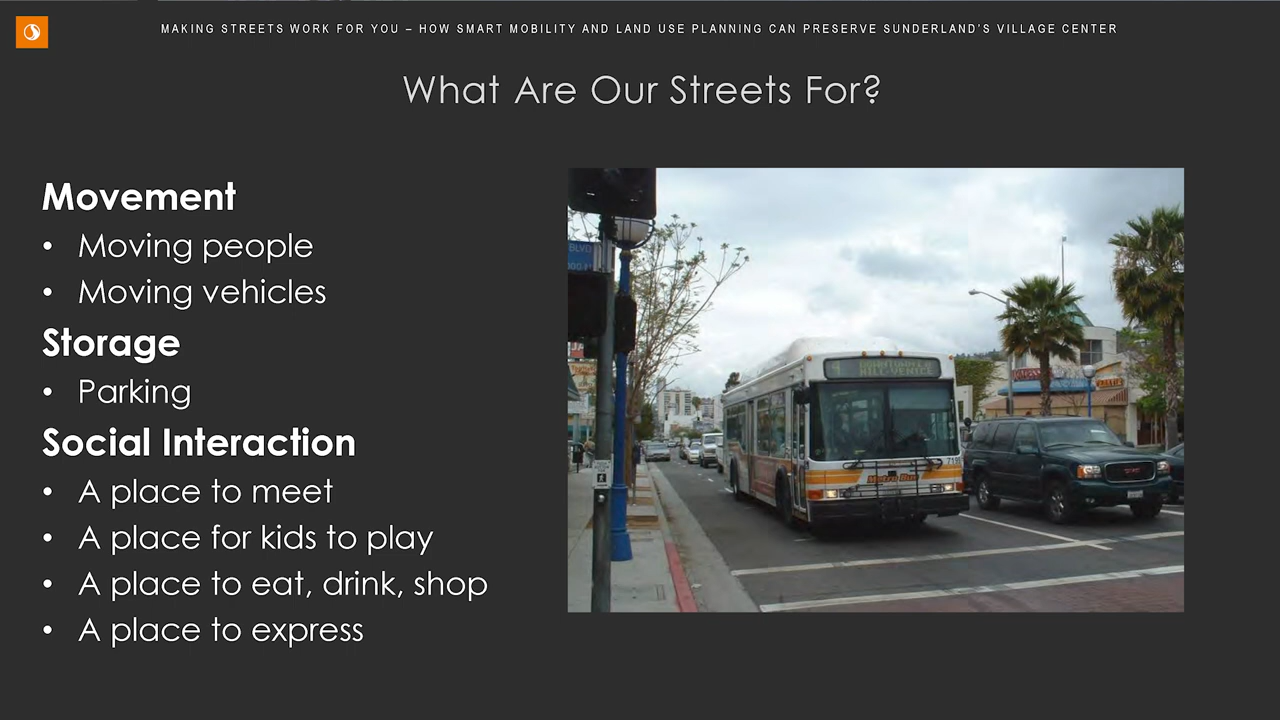 MAKING STREETS WORK FOR YOU – HOW SMART MOBILITY AND LAND USE PLANNING CAN PRESERVE SUNDERLAND'S VILLAGE CENTER
What Are Our Streets For?
Movement
• Moving people
• Moving vehicles
Storage
• Parking
Social Interaction
• A place to meet
• A place for kids to play
• A place to eat, drink, shop
• A place to express
BLVD
Metro Bus
GMC